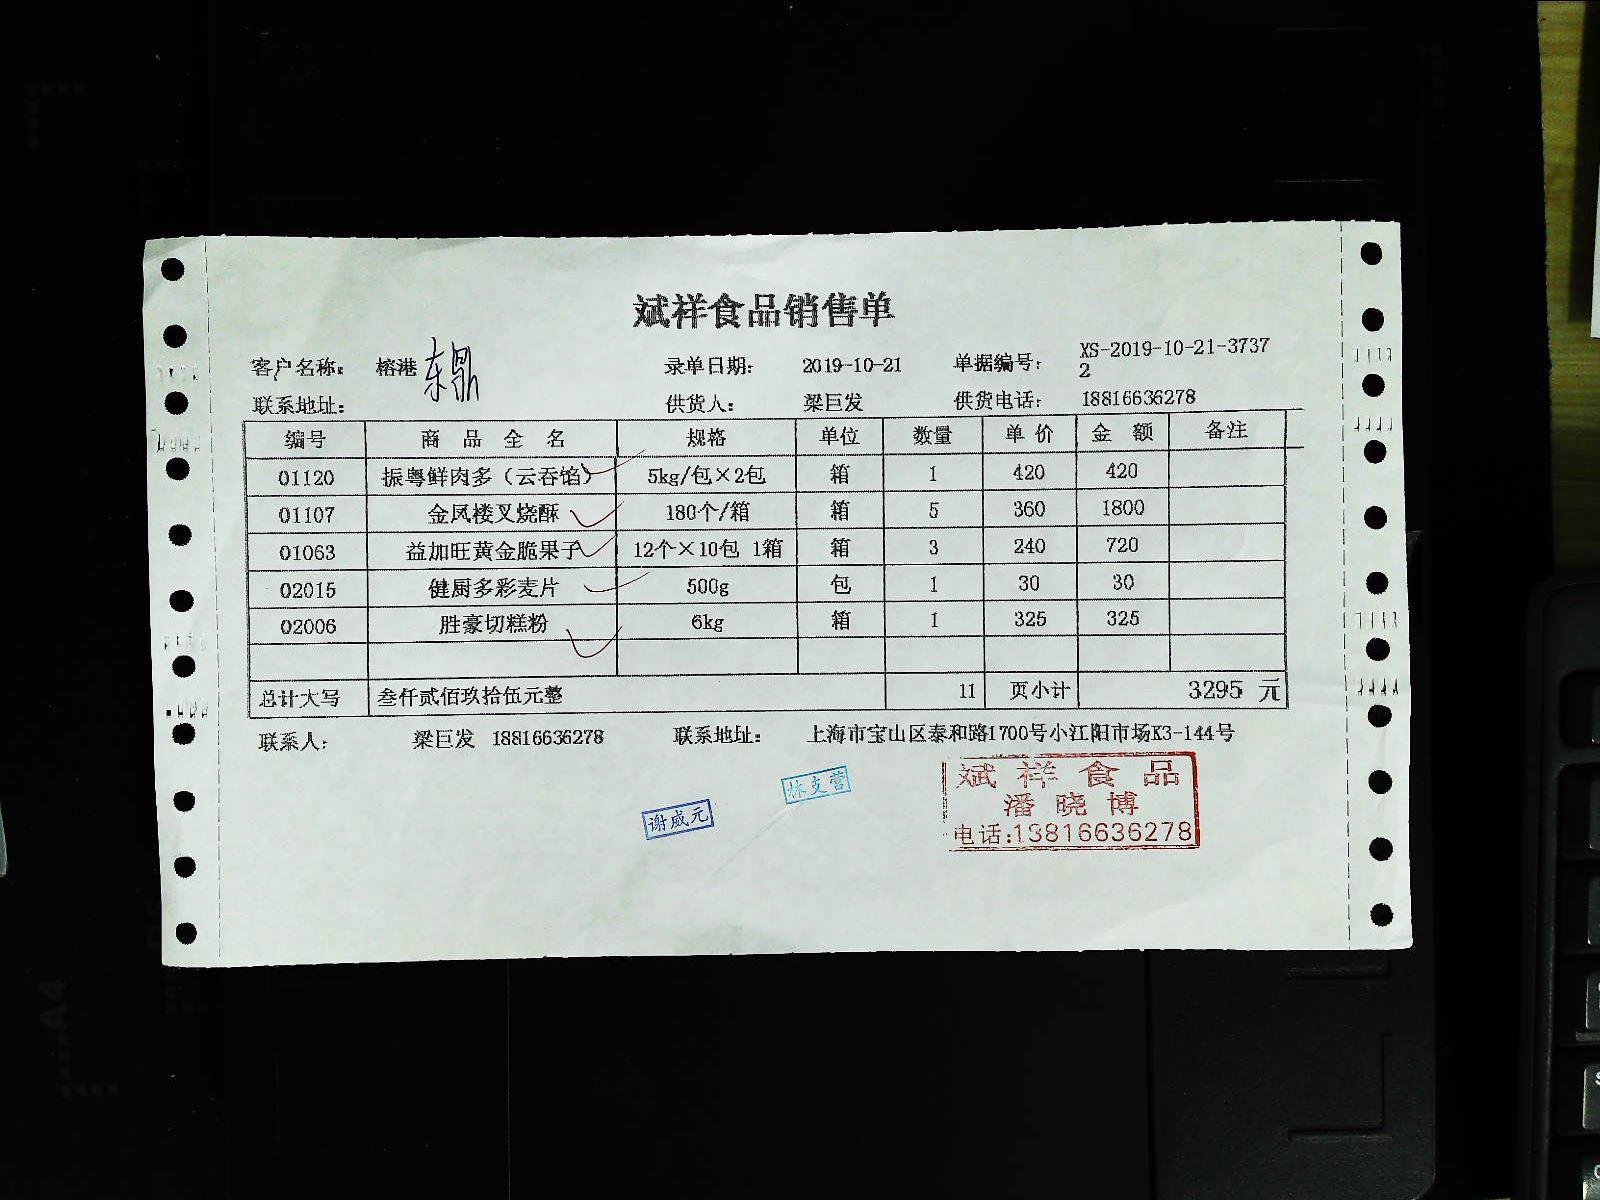 斌祥食品销售单
客户名称： 榕港 东鼎 录单日期： 2019-10-21 单据编号： XS-2019-10-21-3737
2
联系地址： 供货人： 梁巨发 供货电话： 18816636278
编号 商品全名 规格 单位 数量 单价 金额 备注
01120 振粤鲜肉多（云吞馅） 5kg/包×2包 箱 1 420 420
01107 金凤楼叉烧酥 180个/箱 箱 5 360 1800
01063 益加旺黄金脆果子 12个×10包 1箱 箱 3 240 720
02015 健厨多彩麦片 500g 包 1 30 30
02006 胜豪切糕粉 6kg 箱 1 325 325
总计大写 叁仟贰佰玖拾伍元整 11 页小计 3295 元
联系人： 梁巨发 18816636278 联系地址： 上海市宝山区泰和路1700号小江阳市场K3-144号
斌祥食品
潘晓博
电话:13816636278
林支营
谢威元